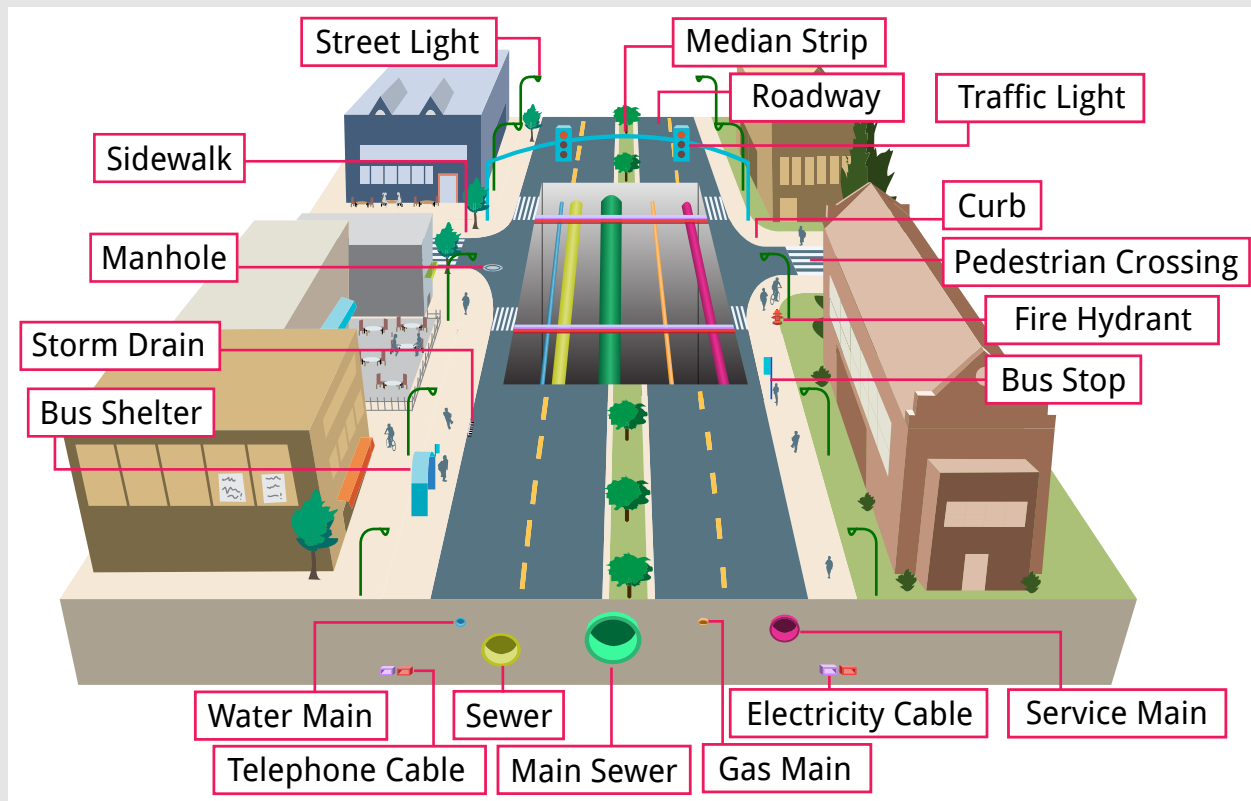 Street Light
Median Strip
Roadway
Traffic Light
Sidewalk
Curb
Manhole
Pedestrian Crossing
Fire Hydrant
Storm Drain
Bus Stop
Bus Shelter
Water Main
Sewer
Electricity Cable
Service Main
Telephone Cable
Main Sewer
Gas Main